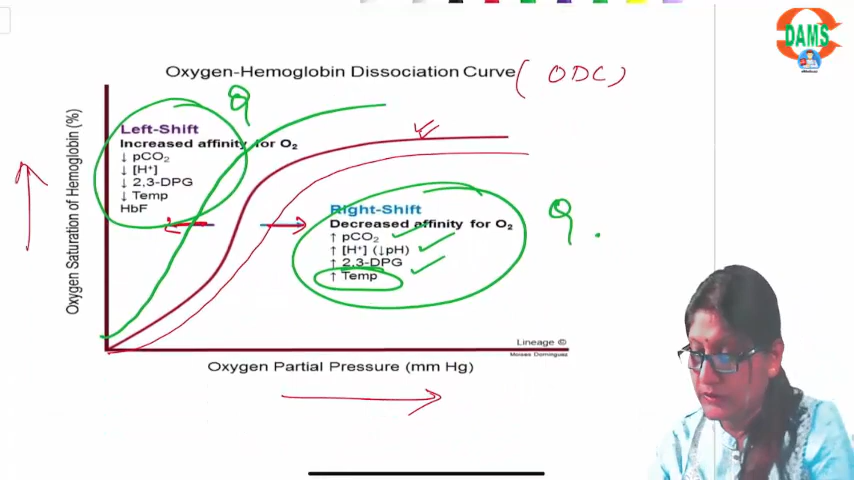 DAMS
Oxygen-Hemoglobin Dissociation Curve ( ODC )
Q
Left-Shift
Increased affinity for O₂
↓ pCO₂
↓ [H⁺]
↓ 2,3-DPG
↓ Temp
HbF
Right-Shift
Decreased affinity for O₂
↑ pCO₂
↑ [H⁺] (↓pH)
↑ 2,3-DPG
↑ Temp
Q .
Oxygen Saturation of Hemoglobin (%)
Lineage ©
Moises Dominguez
Oxygen Partial Pressure (mm Hg)